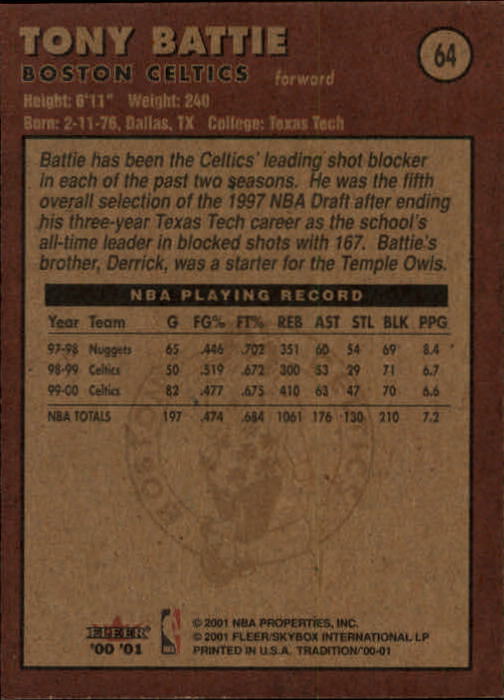 TONY BATTIE
64
BOSTON CELTICS forward
Height: 6'11" Weight: 240
Born: 2-11-76, Dallas, TX College: Texas Tech
Battie has been the Celtics' leading shot blocker
in each of the past two seasons. He was the fifth
overall selection of the 1997 NBA Draft after ending
his three-year Texas Tech career as the school's
all-time leader in blocked shots with 167. Battie's
brother, Derrick, was a starter for the Temple Owls.
NBA PLAYING RECORD
Year Team G FG% FT% REB AST STL BLK PPG
97-98 Nuggets 65 .446 .702 351 60 54 69 8.4
98-99 Celtics 50 .519 .672 300 53 29 71 6.7
99-00 Celtics 82 .477 .675 410 63 47 70 6.6
NBA TOTALS 197 .474 .684 1061 176 130 210 7.2
FLEER
'00 '01
NBA
© 2001 NBA PROPERTIES, INC.
© 2001 FLEER/SKYBOX INTERNATIONAL LP
PRINTED IN U.S.A. TRADITION/'00-01